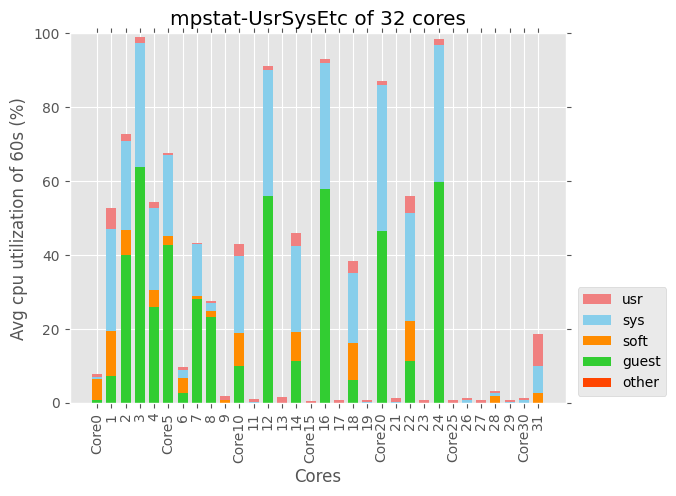 mpstat-UsrSysEtc of 32 cores
Avg cpu utilization of 60s (%)
100
80
60
40
20
0
Core0 1 2 3 4 Core5 6 7 8 9 Core10 11 12 13 14 Core15 16 17 18 19 Core20 21 22 23 24 Core25 26 27 28 29 Core30 31
Cores
usr
sys
soft
guest
other